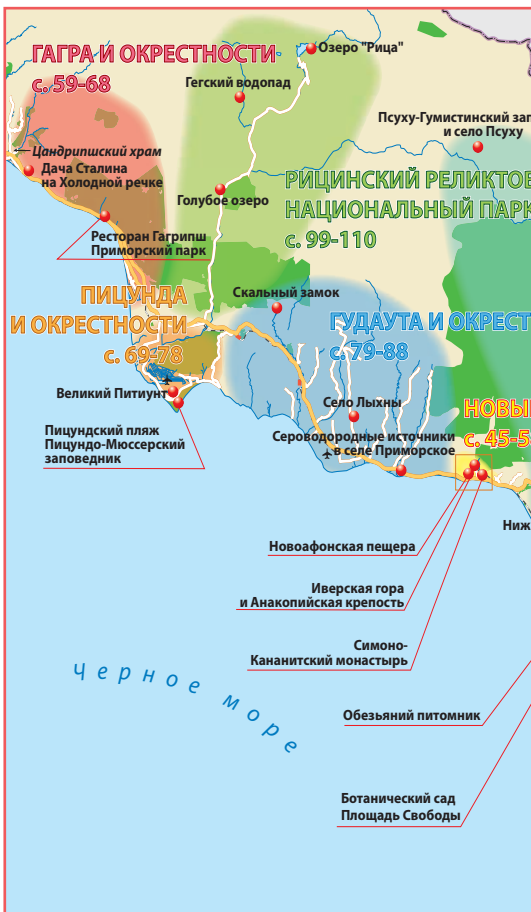 ГАГРА И ОКРЕСТНОСТИ
с. 59-68
Озеро "Рица"
Гегский водопад
Псуху-Гумистинский зап
и село Псуху
Цандрипшский храм
Дача Сталина
на Холодной речке
Голубое озеро
РИЦИНСКИЙ РЕЛИКТОВ
НАЦИОНАЛЬНЫЙ ПАРК
с. 99-110
Ресторан Гагрипш
Приморский парк
ПИЦУНДА
И ОКРЕСТНОСТИ
с. 69-78
Скальный замок
ГУДАУТА И ОКРЕСТ
с. 79-88
Великий Питиунт
Село Лыхны
НОВЫ
с. 45-5
Пицундский пляж
Пицундо-Мюссерский
заповедник
Сероводородные источники
в селе Приморское
Ниж
Новоафонская пещера
Иверская гора
и Анакопийская крепость
Симоно-
Кананитский монастырь
Черное море
Обезьяний питомник
Ботанический сад
Площадь Свободы